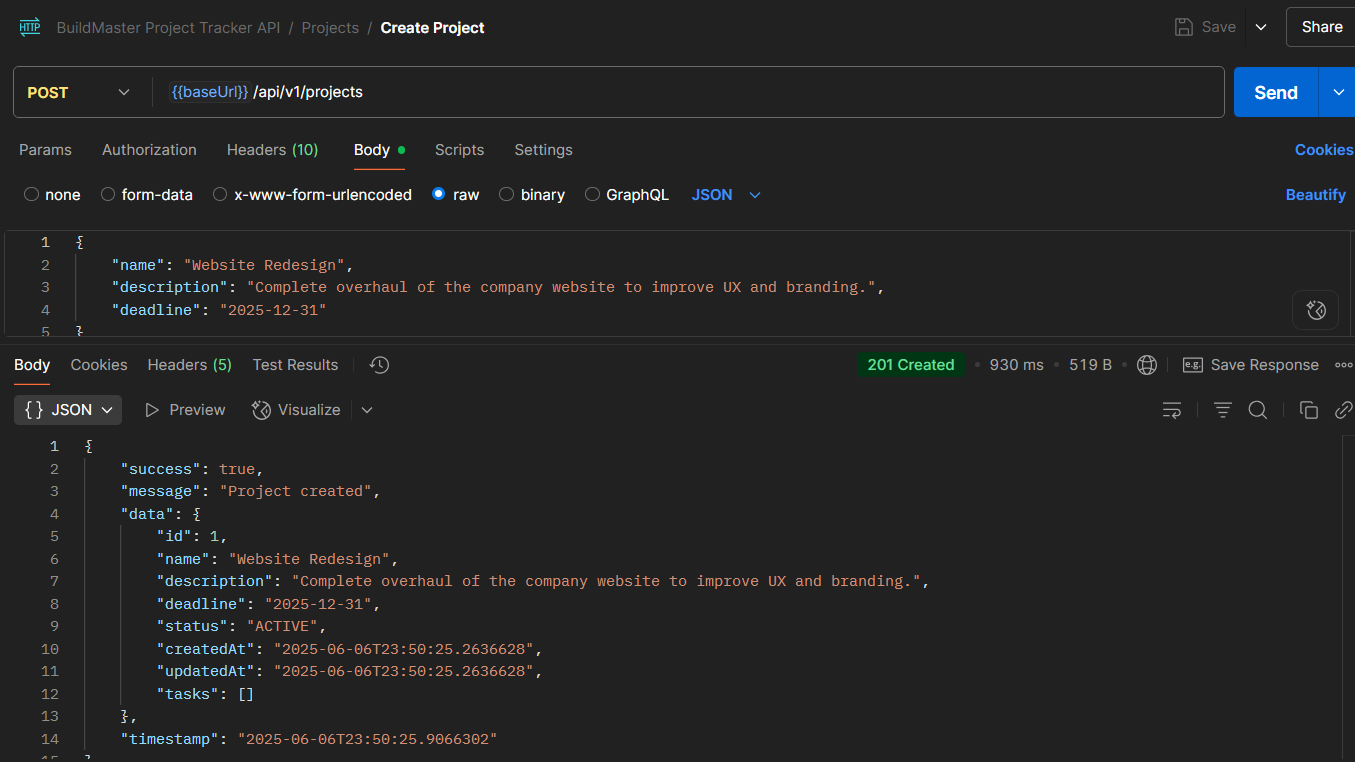 HTTP BuildMaster Project Tracker API / Projects / Create Project Save Share
POST {{baseUrl}} /api/v1/projects Send
Params Authorization Headers (10) Body Scripts Settings Cookies
none form-data x-www-form-urlencoded raw binary GraphQL JSON Beautify
1 {
2 "name": "Website Redesign",
3 "description": "Complete overhaul of the company website to improve UX and branding.",
4 "deadline": "2025-12-31"
5 }
Body Cookies Headers (5) Test Results 201 Created 930 ms 519 B e.g. Save Response
{} JSON Preview Visualize
1 {
2 "success": true,
3 "message": "Project created",
4 "data": {
5 "id": 1,
6 "name": "Website Redesign",
7 "description": "Complete overhaul of the company website to improve UX and branding.",
8 "deadline": "2025-12-31",
9 "status": "ACTIVE",
10 "createdAt": "2025-06-06T23:50:25.2636628",
11 "updatedAt": "2025-06-06T23:50:25.2636628",
12 "tasks": []
13 },
14 "timestamp": "2025-06-06T23:50:25.9066302"
15 }